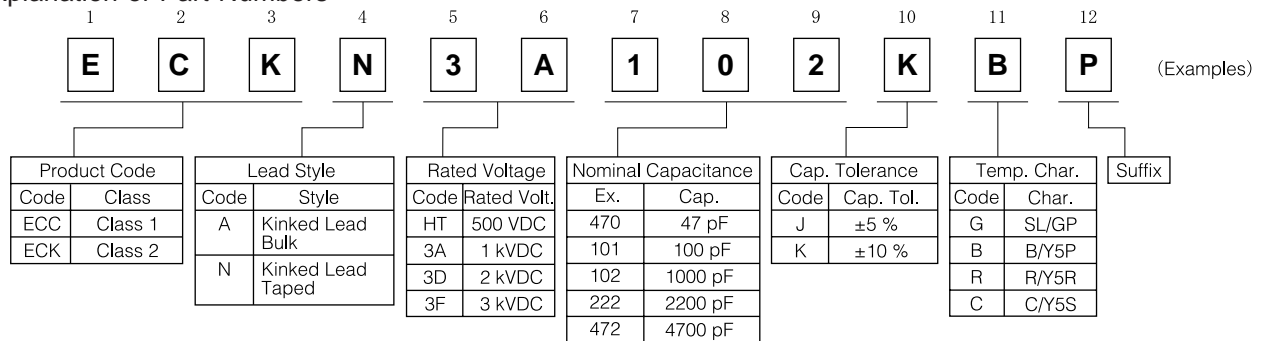 Explanation of Part Numbers
1 2 3 4 5 6 7 8 9 10 11 12
E C K N 3 A 1 0 2 K B P (Examples)
Product Code
Code Class
ECC Class 1
ECK Class 2
Lead Style
Code Style
A Kinked Lead
Bulk
N Kinked Lead
Taped
Rated Voltage
Code Rated Volt.
HT 500 VDC
3A 1 kVDC
3D 2 kVDC
3F 3 kVDC
Nominal Capacitance
Ex. Cap.
470 47 pF
101 100 pF
102 1000 pF
222 2200 pF
472 4700 pF
Cap. Tolerance
Code Cap. Tol.
J ±5 %
K ±10 %
Temp. Char.
Code Char.
G SL/GP
B B/Y5P
R R/Y5R
C C/Y5S
Suffix